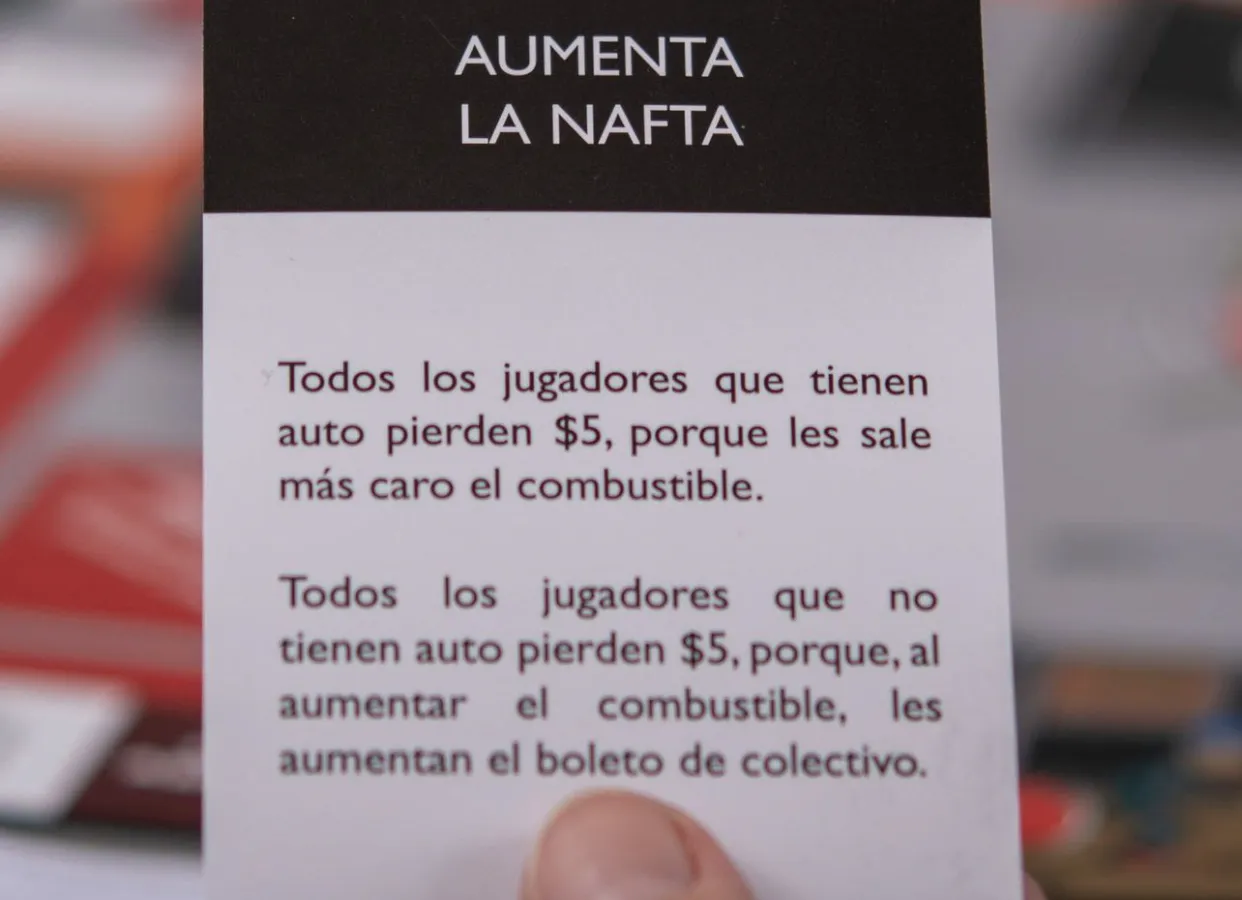 AUMENTA
LA NAFTA
Todos los jugadores que tienen
auto pierden $5, porque les sale
más caro el combustible.
Todos los jugadores que no
tienen auto pierden $5, porque, al
aumentar el combustible, les
aumentan el boleto de colectivo.